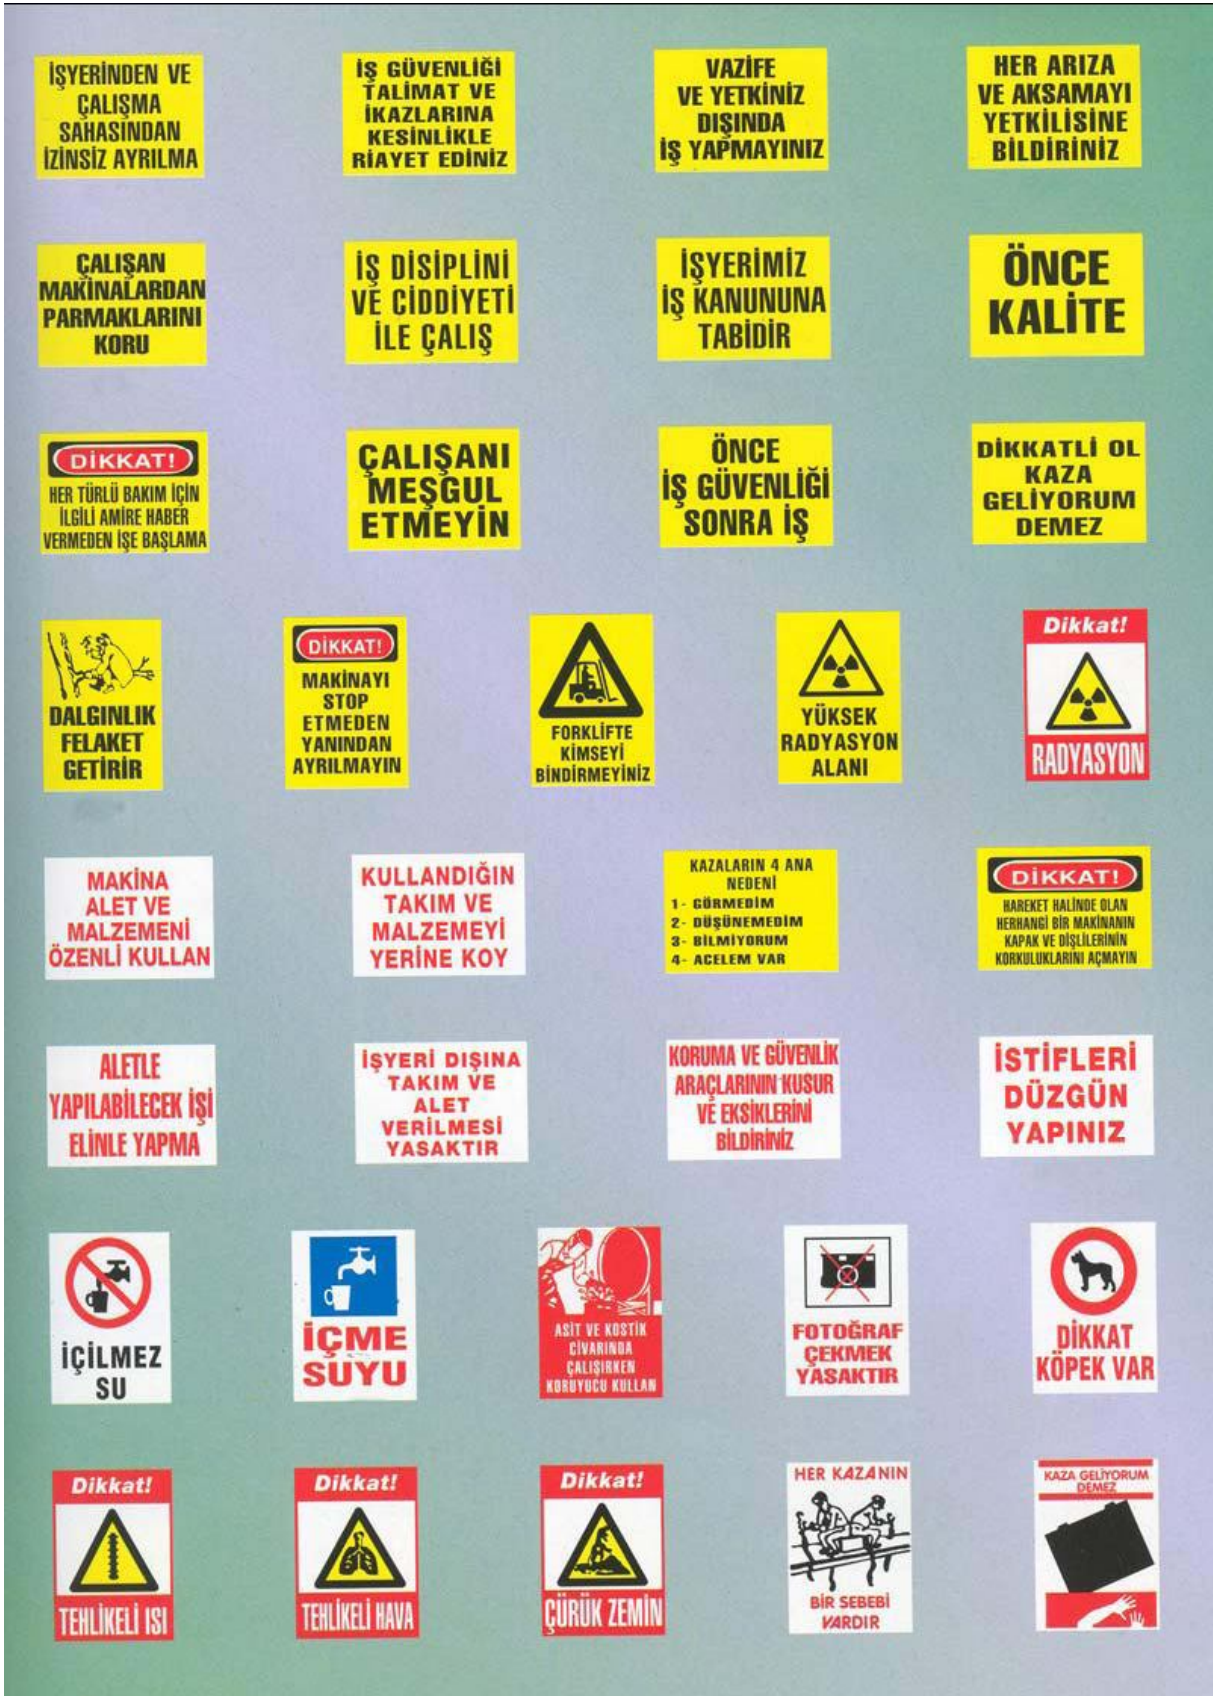 İŞYERİNDEN VE
ÇALIŞMA
SAHASINDAN
İZİNSİZ AYRILMA
İŞ GÜVENLİĞİ
TALİMAT VE
İKAZLARINA
KESİNLİKLE
RİAYET EDİNİZ
VAZİFE
VE YETKİNİZ
DIŞINDA
İŞ YAPMAYINIZ
HER ARIZA
VE AKSAMAYI
YETKİLİSİNE
BİLDİRİNİZ
ÇALIŞAN
MAKİNALARDAN
PARMAKLARINI
KORU
İŞ DİSİPLİNİ
VE CİDDİYETİ
İLE ÇALIŞ
İŞYERİMİZ
İŞ KANUNUNA
TABİDİR
ÖNCE
KALİTE
DİKKAT!
HER TÜRLÜ BAKIM İÇİN
İLGİLİ AMİRE HABER
VERMEDEN İŞE BAŞLAMA
ÇALIŞANI
MEŞGUL
ETMEYİN
ÖNCE
İŞ GÜVENLİĞİ
SONRA İŞ
DİKKATLİ OL
KAZA
GELİYORUM
DEMEZ
DALGINLIK
FELAKET
GETİRİR
DİKKAT!
MAKİNAYI
STOP
ETMEDEN
YANINDAN
AYRILMAYIN
FORKLİFTE
KİMSEYİ
BİNDİRMEYİNİZ
YÜKSEK
RADYASYON
ALANI
Dikkat!
RADYASYON
MAKİNA
ALET VE
MALZEMENİ
ÖZENLİ KULLAN
KULLANDIĞIN
TAKIM VE
MALZEMEYİ
YERİNE KOY
KAZALARIN 4 ANA
NEDENİ
1- GÖRMEDİM
2- DÜŞÜNEMEDİM
3- BİLMİYORUM
4- ACELEM VAR
DİKKAT!
HAREKET HALİNDE OLAN
HERHANGİ BİR MAKİNANIN
KAPAK VE DİŞLİLERİNİN
KORKULUKLARINI AÇMAYIN
ALETLE
YAPILABİLECEK İŞİ
ELİNLE YAPMA
İŞYERİ DIŞINA
TAKIM VE
ALET
VERİLMESİ
YASAKTIR
KORUMA VE GÜVENLİK
ARAÇLARININ KUSUR
VE EKSİKLERİNİ
BİLDİRİNİZ
İSTİFLERİ
DÜZGÜN
YAPINIZ
İÇİLMEZ
SU
İÇME
SUYU
ASİT VE KOSTİK
CİVARINDA
ÇALIŞIRKEN
KORUYUCU KULLAN
FOTOĞRAF
ÇEKMEK
YASAKTIR
DİKKAT
KÖPEK VAR
Dikkat!
TEHLİKELİ ISI
Dikkat!
TEHLİKELİ HAVA
Dikkat!
ÇÜRÜK ZEMİN
HER KAZANIN
BİR SEBEBİ
VARDIR
KAZA GELİYORUM
DEMEZ